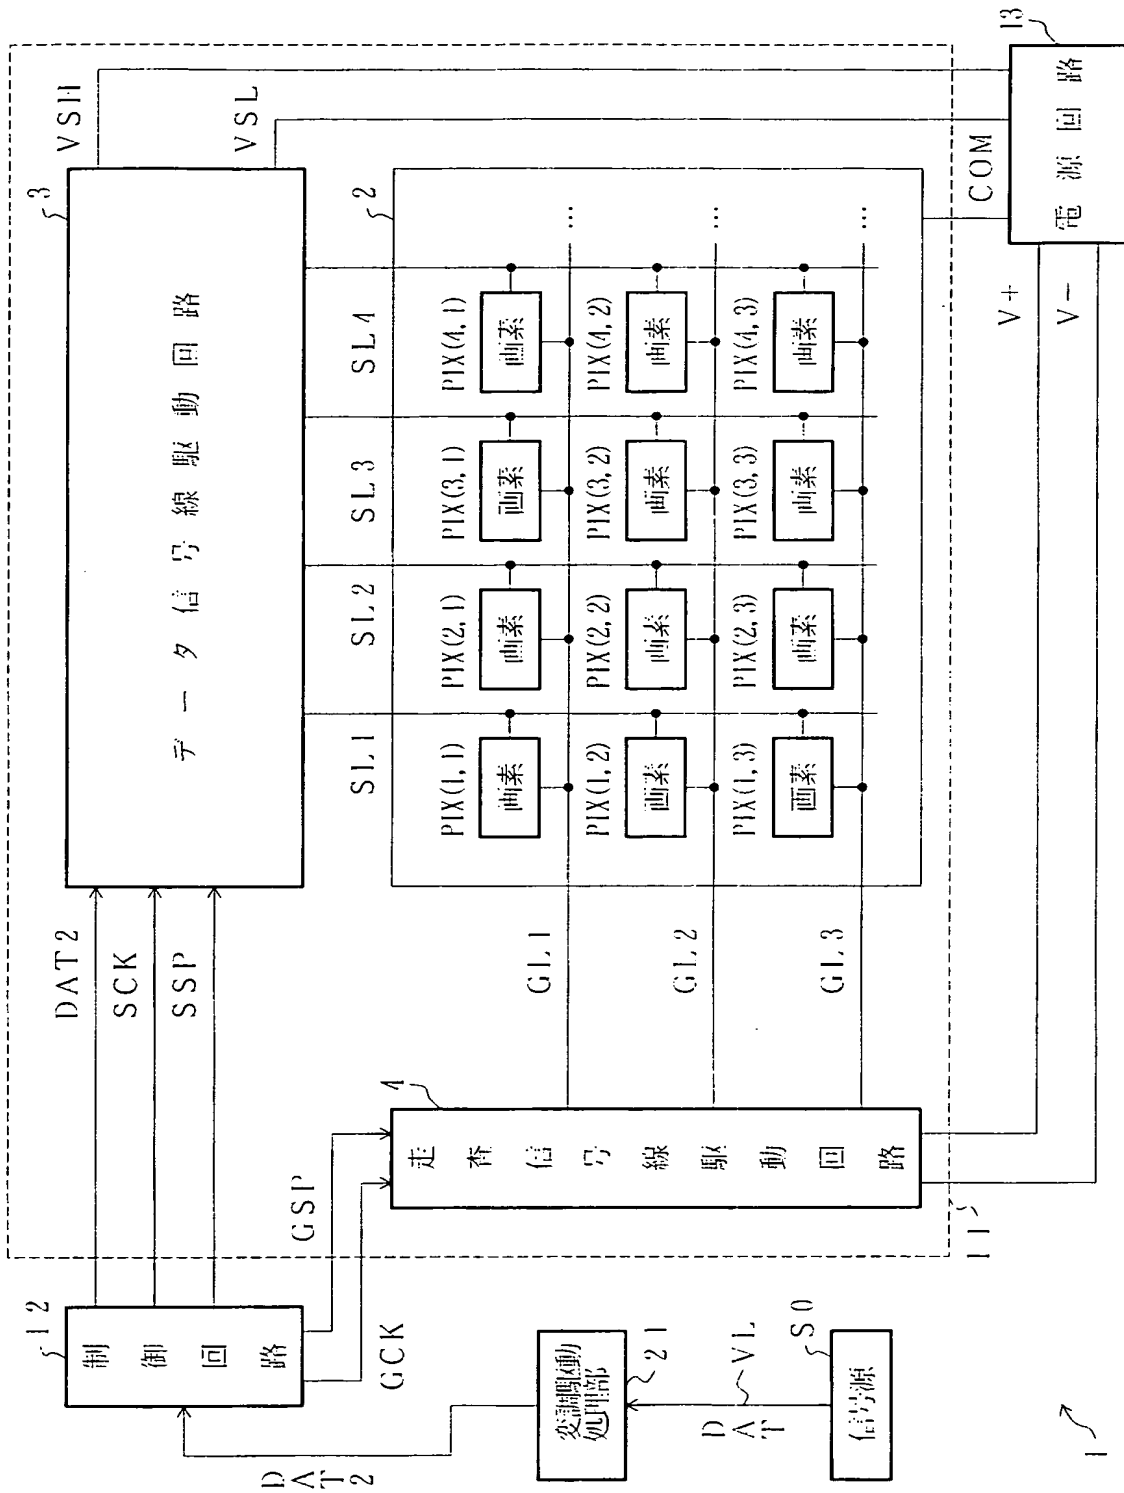 VSH
VSL
3
データ信号線駆動回路
DAT2
SCK
SSP
12
制御回路
GSP
GCK
DAT2
変調駆動
処理部
21
DAT
VL
S0
信号源
4
走査信号線駆動回路
11
2
SL1
SL2
SL3
SL4
PIX(1,1)
画素
PIX(2,1)
画素
PIX(3,1)
画素
PIX(4,1)
画素
GL1
…
PIX(1,2)
画素
PIX(2,2)
画素
PIX(3,2)
画素
PIX(4,2)
画素
GL2
…
PIX(1,3)
画素
PIX(2,3)
画素
PIX(3,3)
画素
PIX(4,3)
画素
GL3
…
COM
13
電源回路
V+
V-
1